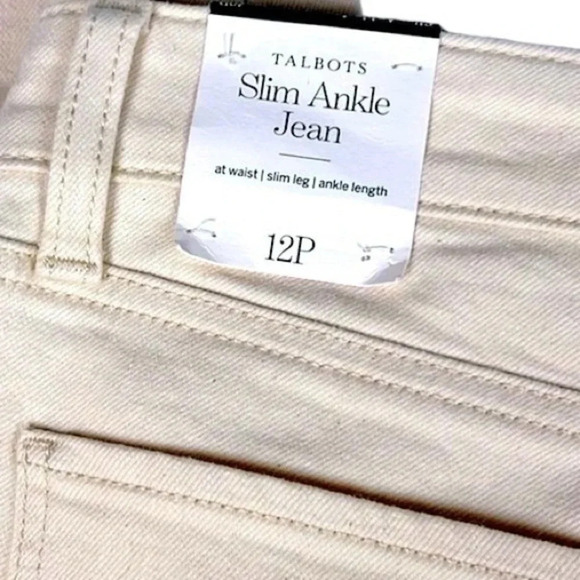 TALBOTS
Slim Ankle
Jean
at waist | slim leg | ankle length
12P